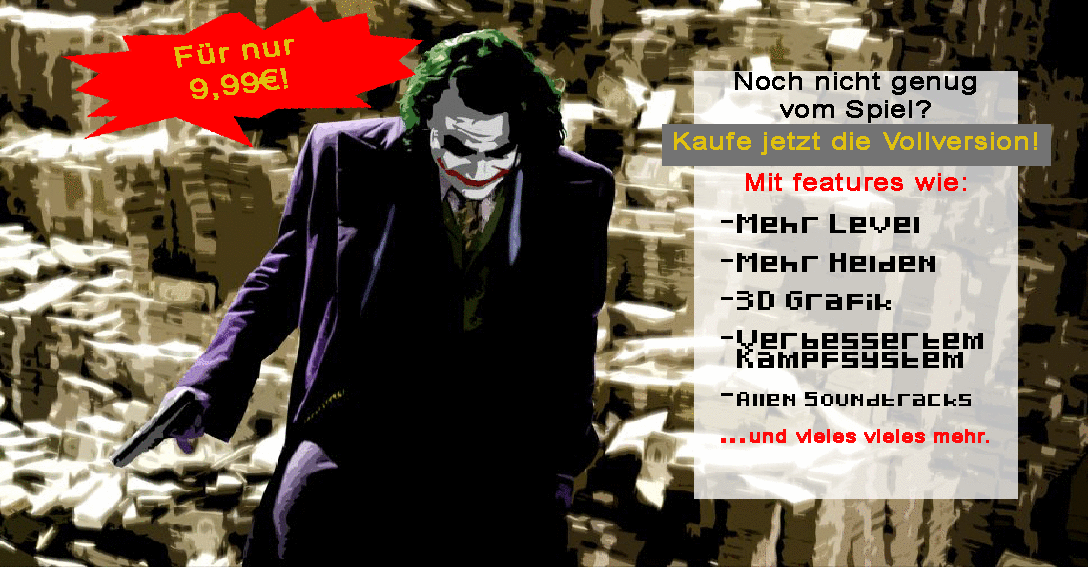 Für nur
9,99€!
Noch nicht genug
vom Spiel?
Kaufe jetzt die Vollversion!
Mit features wie:
-Mehr Level
-Mehr Helden
-3D Grafik
-Verbessertem
Kampfsystem
-Allen Soundtracks
...und vieles vieles mehr.